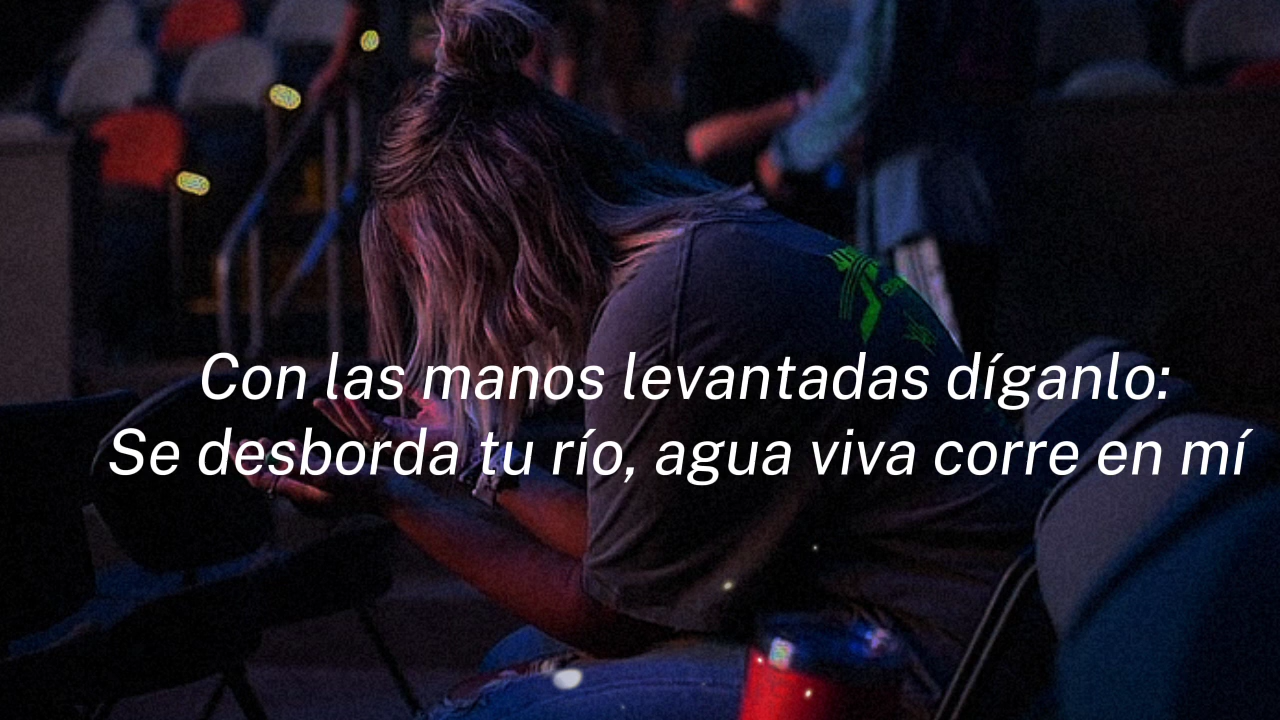 Con las manos levantadas díganlo:
Se desborda tu río, agua viva corre en mí